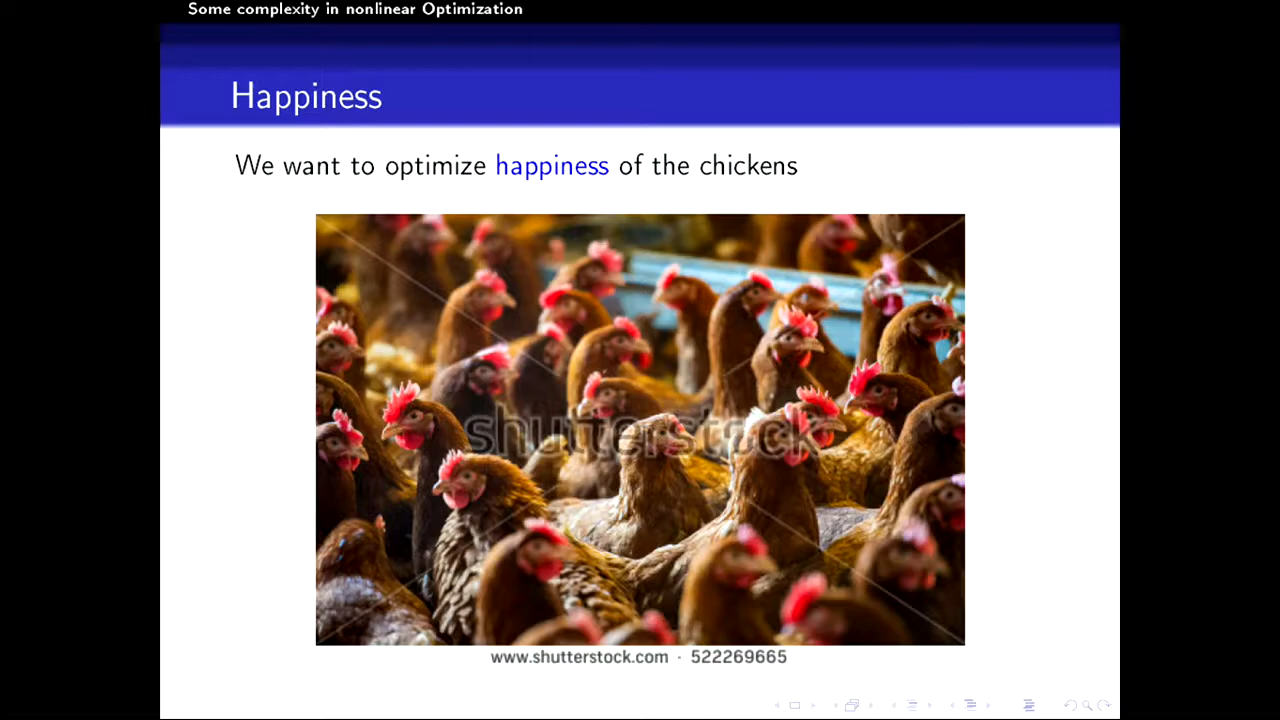 Some complexity in nonlinear Optimization
Happiness
We want to optimize happiness of the chickens
shutterstock
www.shutterstock.com · 522269665